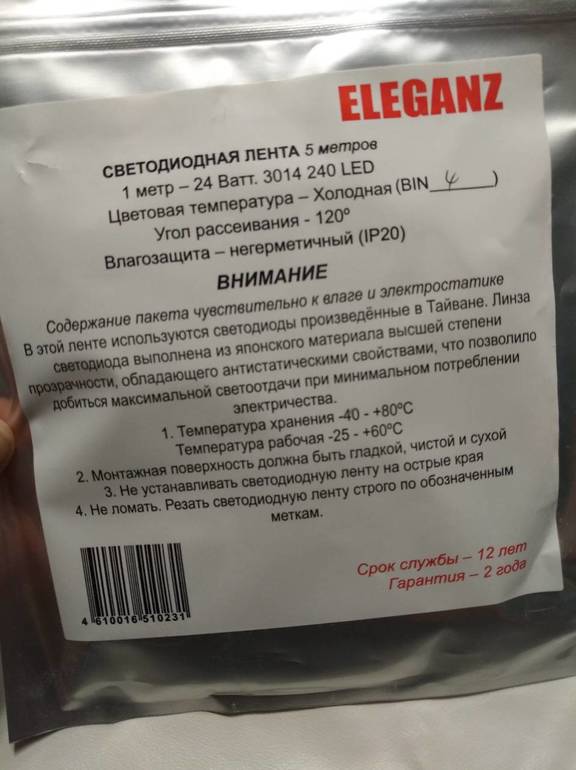 ELEGANZ
СВЕТОДИОДНАЯ ЛЕНТА 5 метров
1 метр – 24 Ватт. 3014 240 LED
Цветовая температура – Холодная (BIN 4 )
Угол рассеивания - 120º
Влагозащита – негерметичный (IP20)
ВНИМАНИЕ
Содержание пакета чувствительно к влаге и электростатике
В этой ленте используются светодиоды произведённые в Тайване. Линза
светодиода выполнена из японского материала высшей степени
прозрачности, обладающего антистатическими свойствами, что позволило
добиться максимальной светоотдачи при минимальном потреблении
электричества.
1. Температура хранения -40 - +80ºС
Температура рабочая -25 - +60ºС
2. Монтажная поверхность должна быть гладкой, чистой и сухой
3. Не устанавливать светодиодную ленту на острые края
4. Не ломать. Резать светодиодную ленту строго по обозначенным
меткам.
Срок службы – 12 лет
Гарантия – 2 года
4 610016 510231